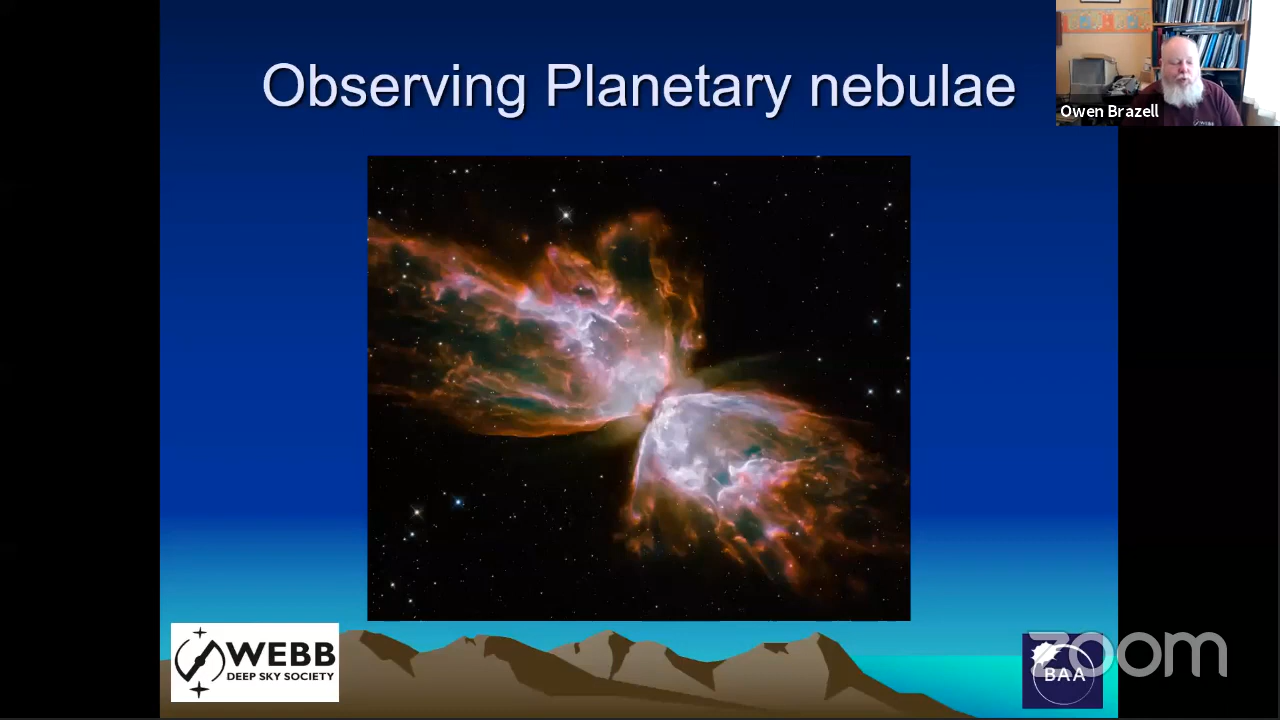 Observing Planetary nebulae
Owen Brazell
WEBB
DEEP SKY SOCIETY
BAA
zoom